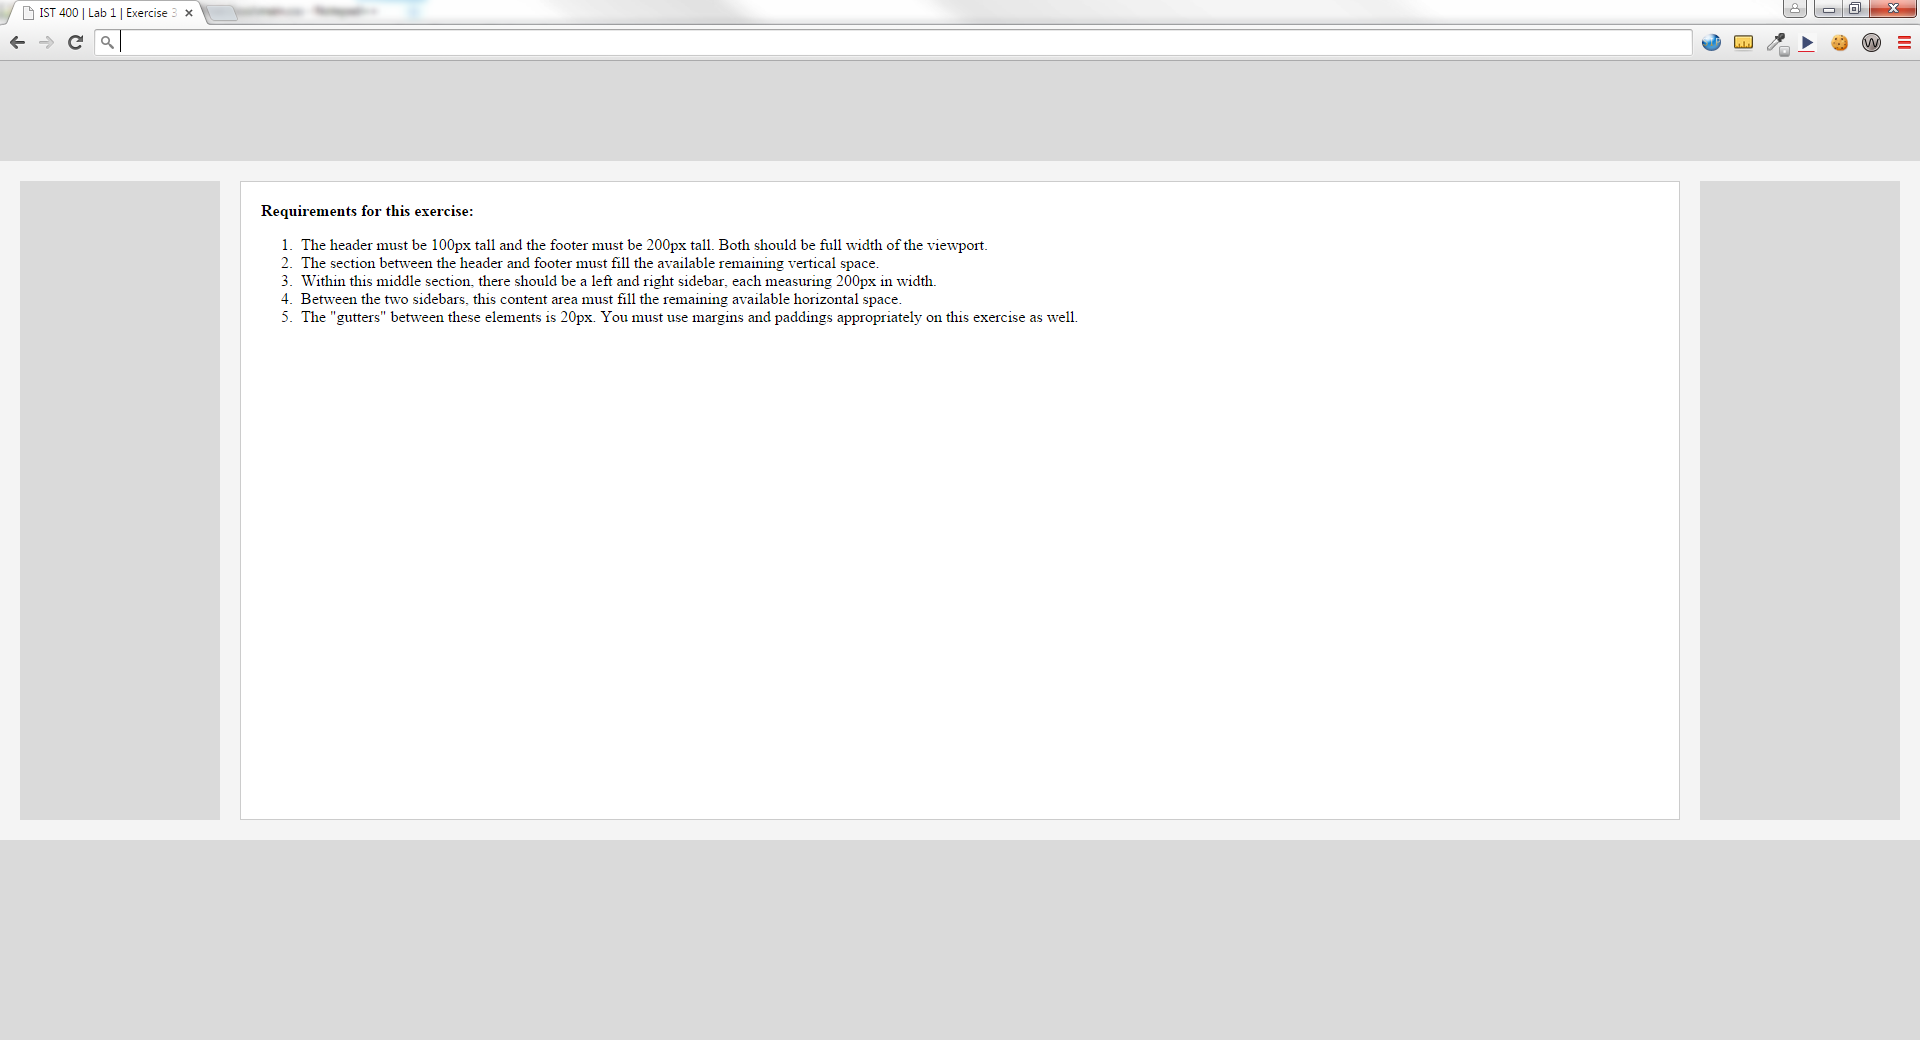 IST 400 | Lab 1 | Exercise 3
Requirements for this exercise:
1. The header must be 100px tall and the footer must be 200px tall. Both should be full width of the viewport.
2. The section between the header and footer must fill the available remaining vertical space.
3. Within this middle section, there should be a left and right sidebar, each measuring 200px in width.
4. Between the two sidebars, this content area must fill the remaining available horizontal space.
5. The "gutters" between these elements is 20px. You must use margins and paddings appropriately on this exercise as well.